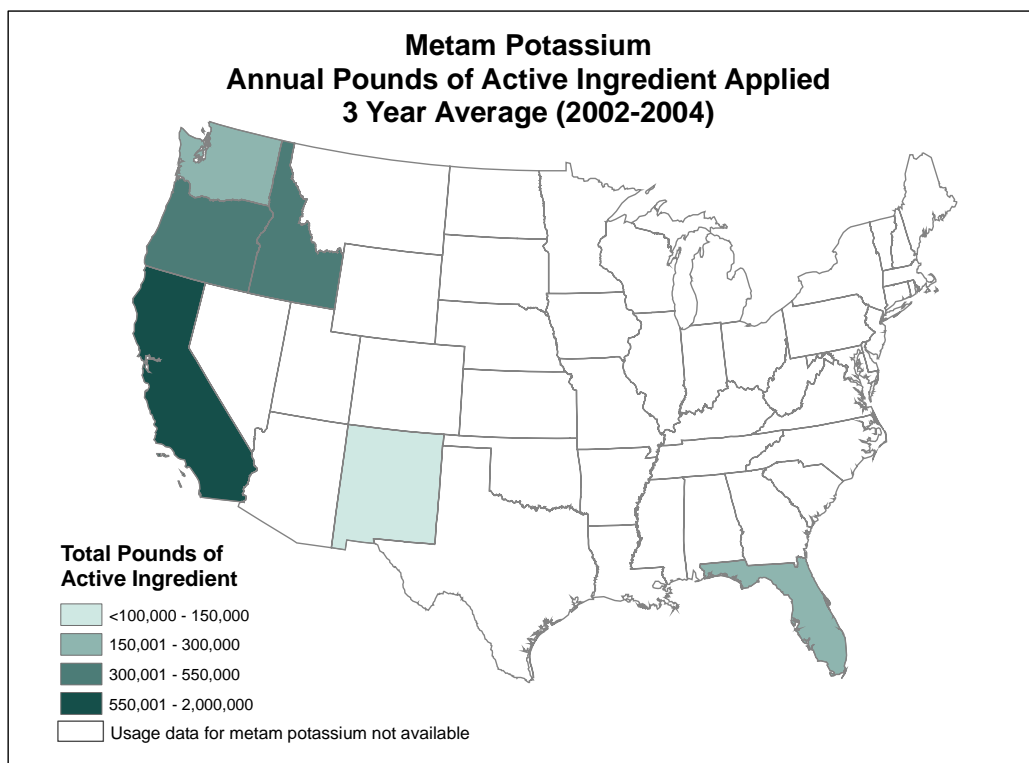 Metam Potassium
Annual Pounds of Active Ingredient Applied
3 Year Average (2002-2004)
Total Pounds of
Active Ingredient
<100,000 - 150,000
150,001 - 300,000
300,001 - 550,000
550,001 - 2,000,000
Usage data for metam potassium not available